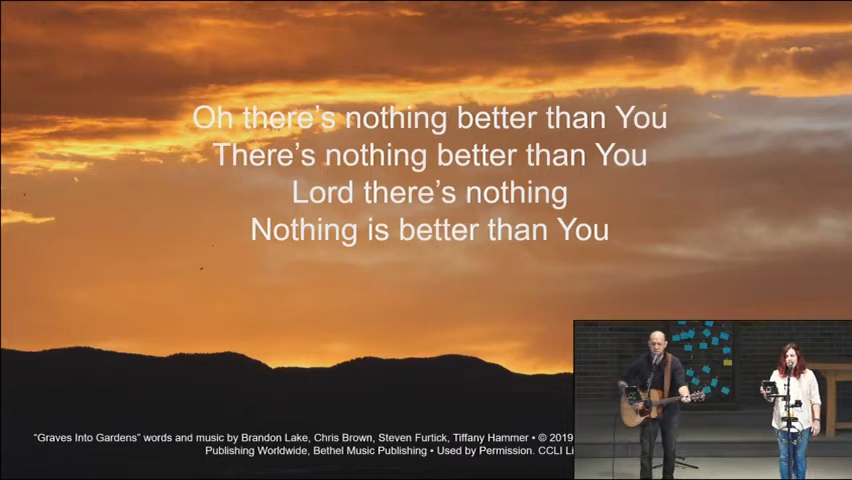 Oh there's nothing better than You
There's nothing better than You
Lord there's nothing
Nothing is better than You
"Graves Into Gardens" words and music by Brandon Lake, Chris Brown, Steven Furtick, Tiffany Hammer • © 2019
Publishing Worldwide, Bethel Music Publishing • Used by Permission. CCLI Li